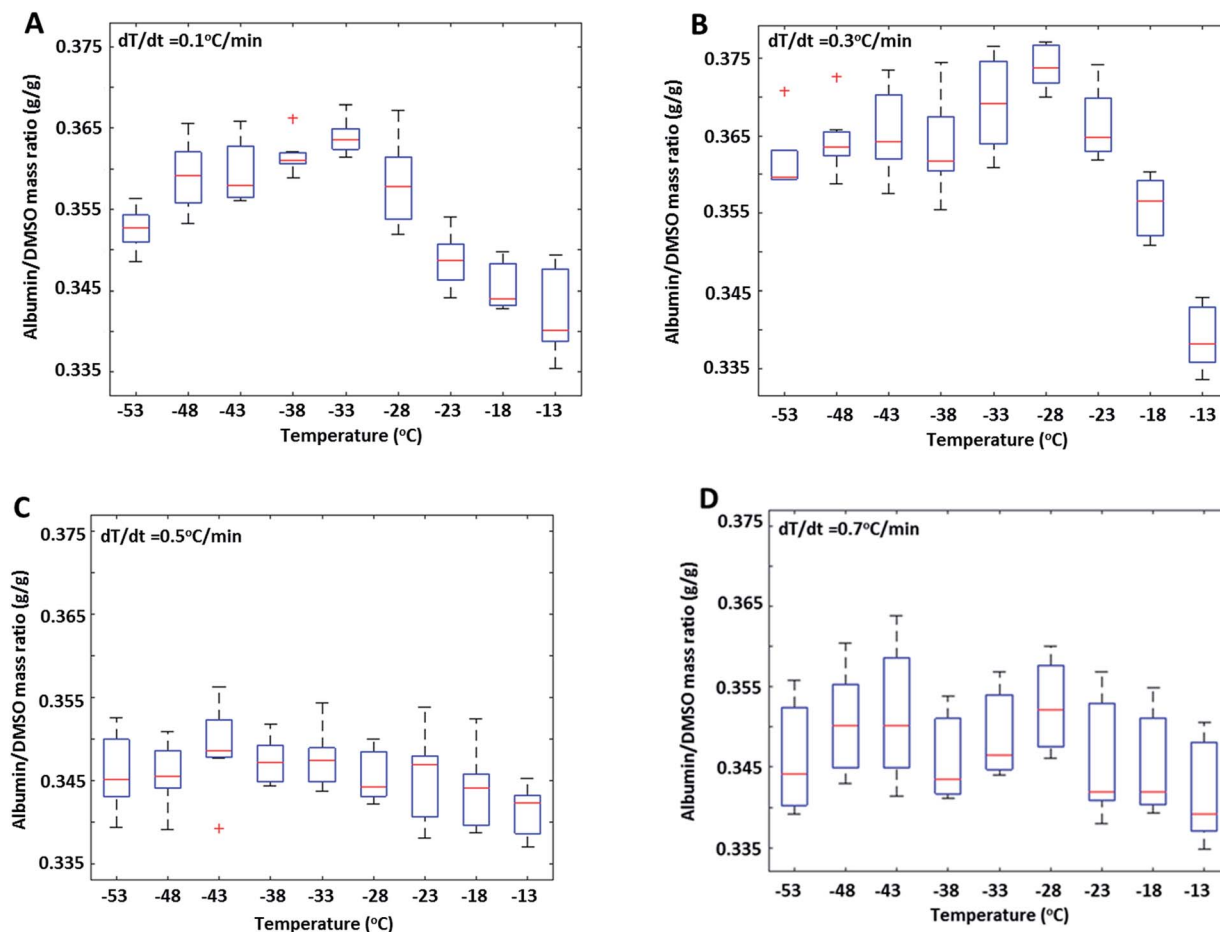 A
dT/dt =0.1°C/min
Albumin/DMSO mass ratio (g/g)
0.375
0.365
0.355
0.345
0.335
-53 -48 -43 -38 -33 -28 -23 -18 -13
Temperature (°C)
B
dT/dt =0.3°C/min
Albumin/DMSO mass ratio (g/g)
0.375
0.365
0.355
0.345
0.335
-53 -48 -43 -38 -33 -28 -23 -18 -13
Temperature (°C)
C
dT/dt =0.5°C/min
Albumin/DMSO mass ratio (g/g)
0.375
0.365
0.355
0.345
0.335
-53 -48 -43 -38 -33 -28 -23 -18 -13
Temperature (°C)
D
dT/dt =0.7°C/min
Albumin/DMSO mass ratio (g/g)
0.375
0.365
0.355
0.345
0.335
-53 -48 -43 -38 -33 -28 -23 -18 -13
Temperature (°C)